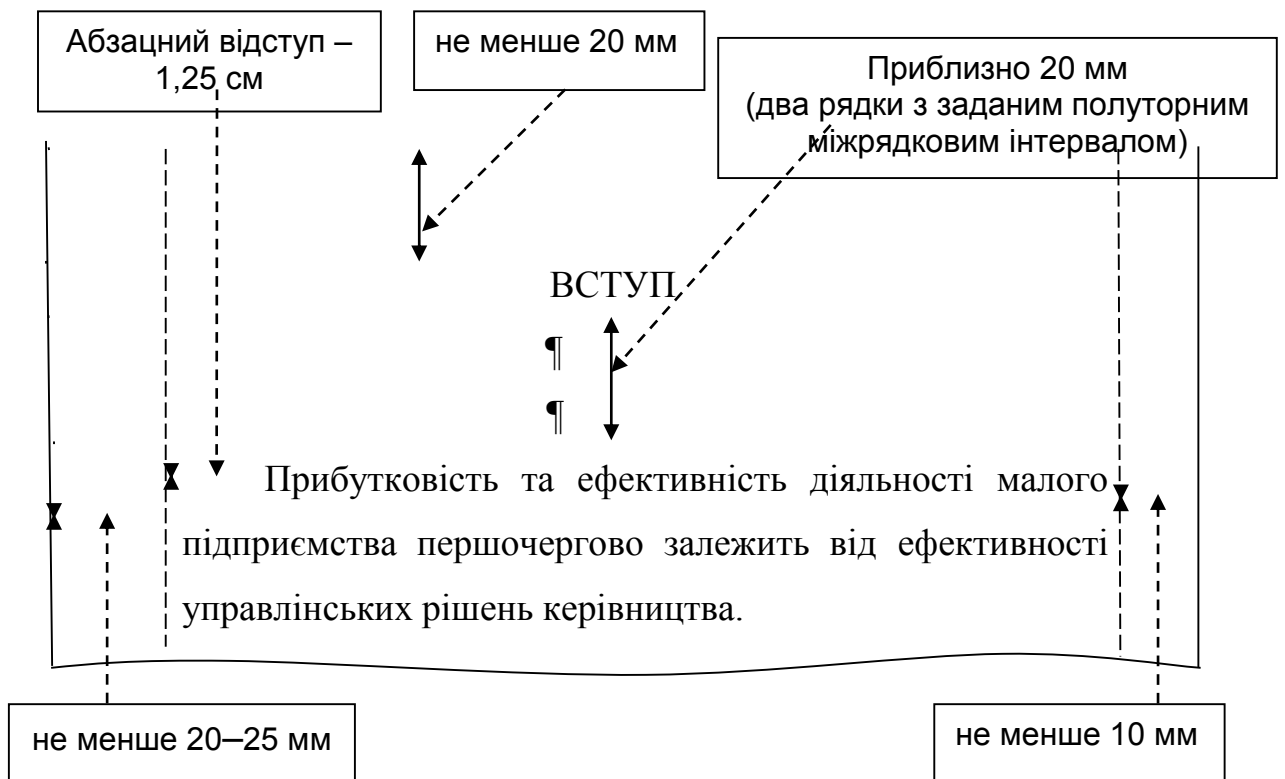 Абзацний відступ –
1,25 см
не менше 20 мм
Приблизно 20 мм
(два рядки з заданим полуторним
міжрядковим інтервалом)
ВСТУП
¶
¶
Прибутковість та ефективність діяльності малого
підприємства першочергово залежить від ефективності
управлінських рішень керівництва.
не менше 20–25 мм
не менше 10 мм